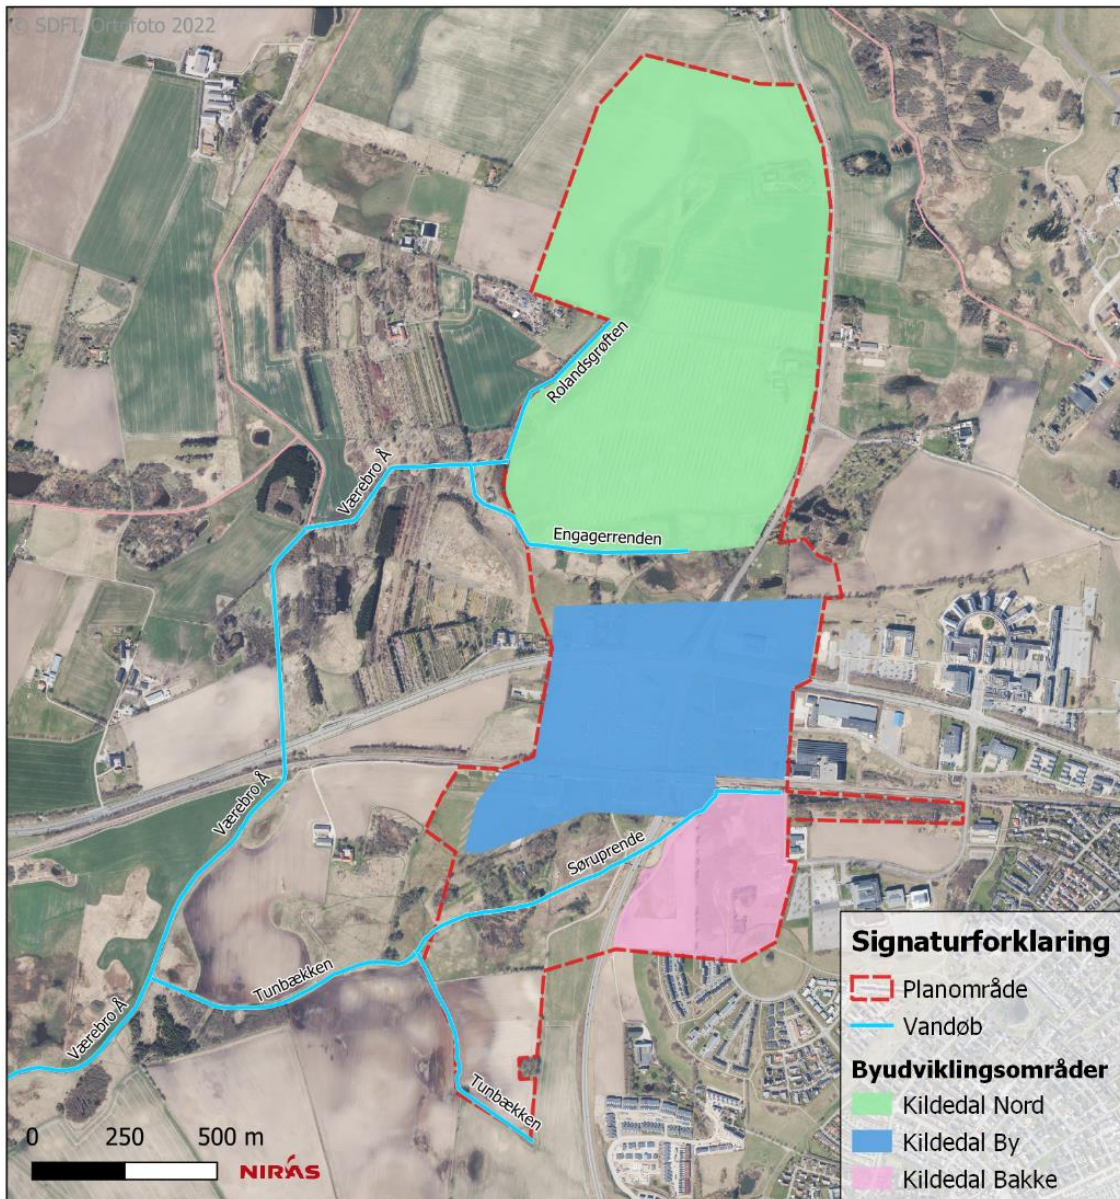 © SDFI, Ortofoto 2022
Rolandsgrøften
Værebro Å
Engagerrenden
Værebro Å
Søruprende
Tunbækken
Værebro Å
Tunbækken
Signaturforklaring
Planområde
Vandøb
Byudviklingsområder
Kildedal Nord
Kildedal By
Kildedal Bakke
0 250 500 m
NIRÁS